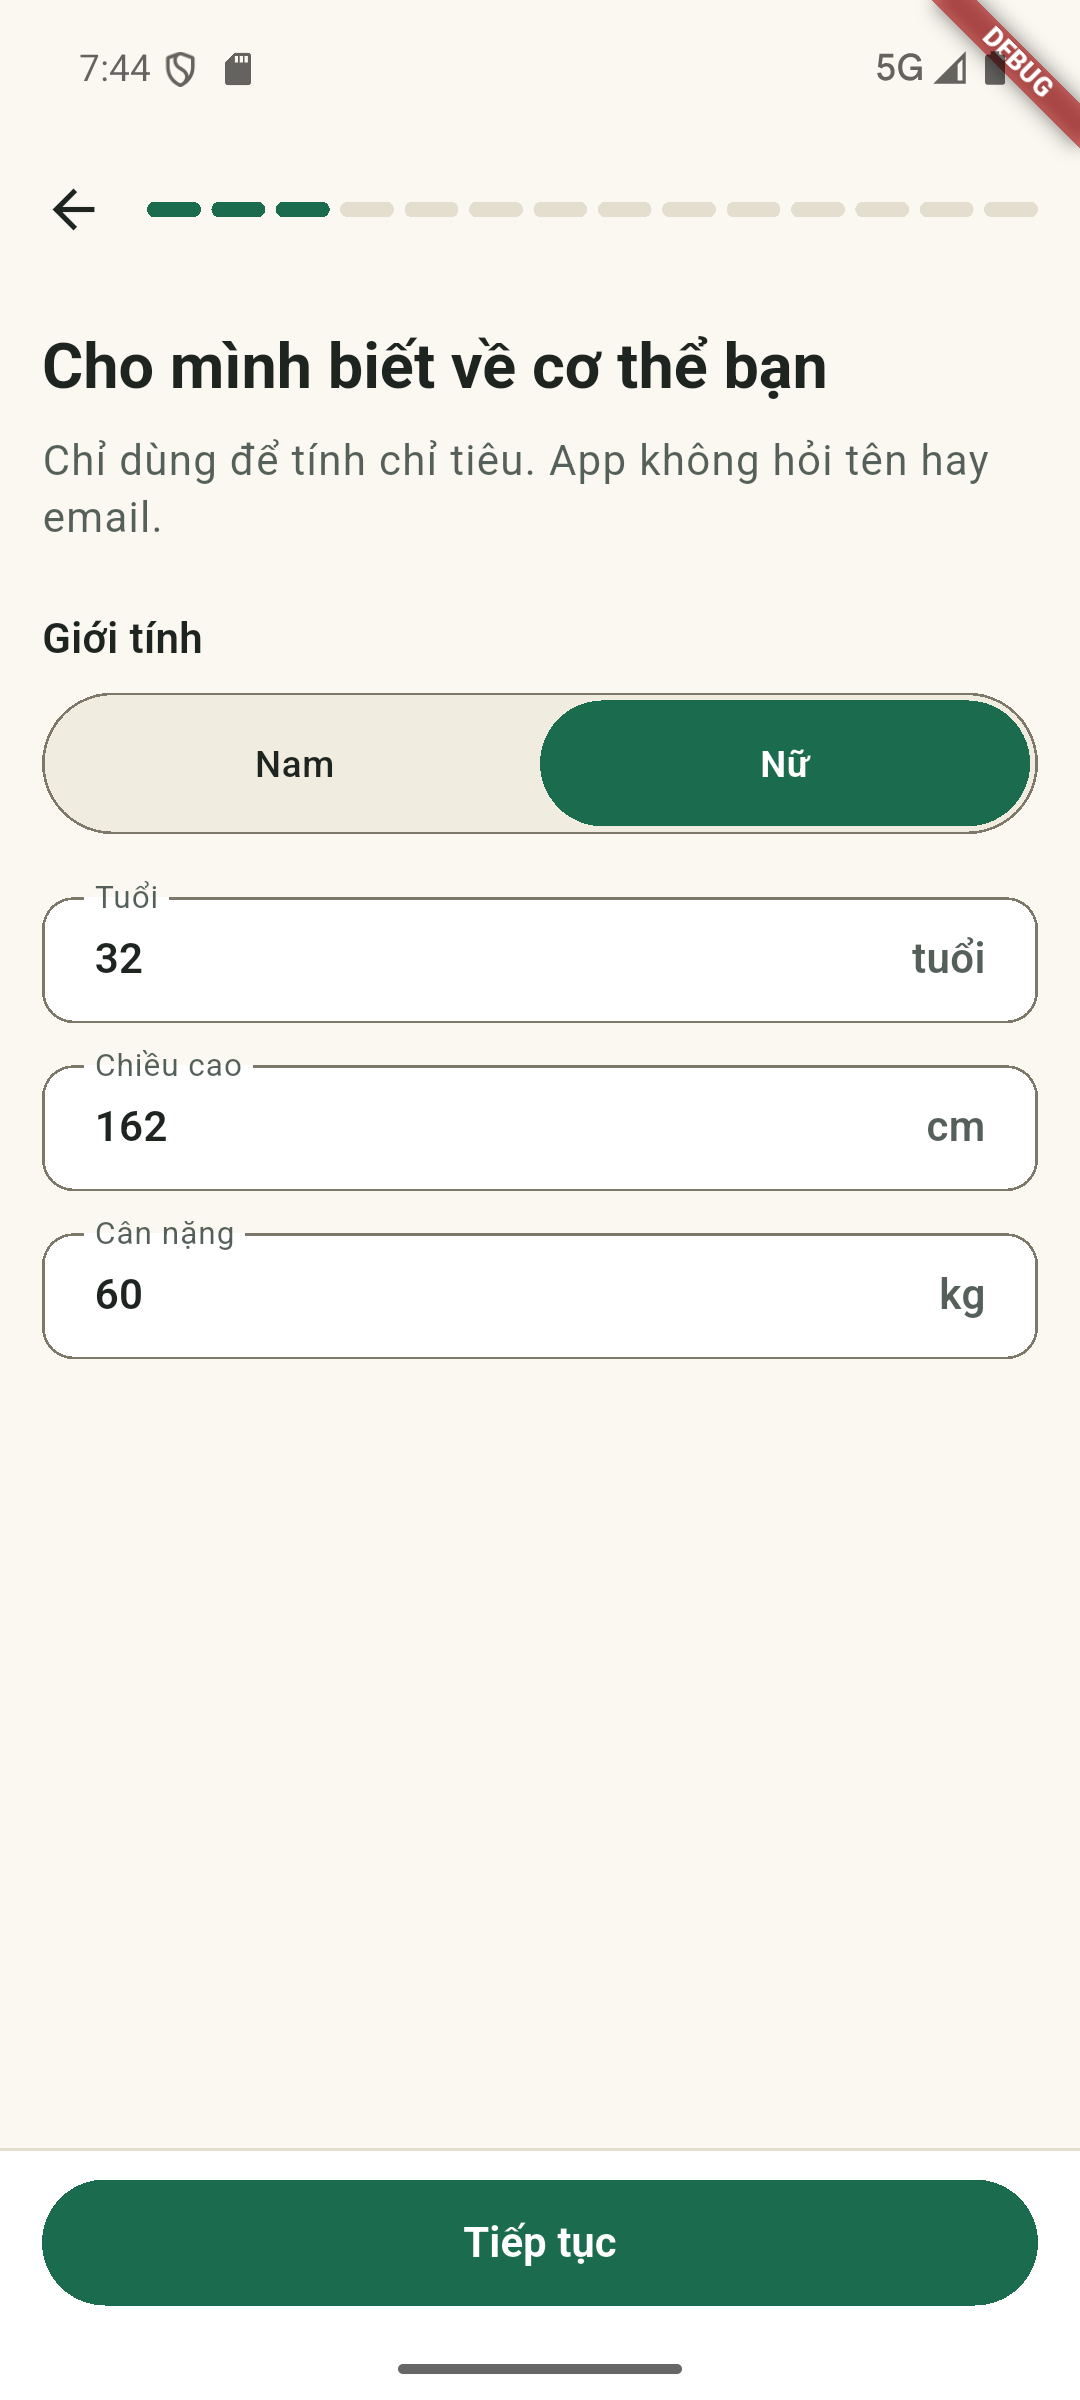 7:44
5G
DEBUG
Cho mình biết về cơ thể bạn
Chỉ dùng để tính chỉ tiêu. App không hỏi tên hay
email.
Giới tính
Nam
Nữ
Tuổi
32
tuổi
Chiều cao
162
cm
Cân nặng
60
kg
Tiếp tục